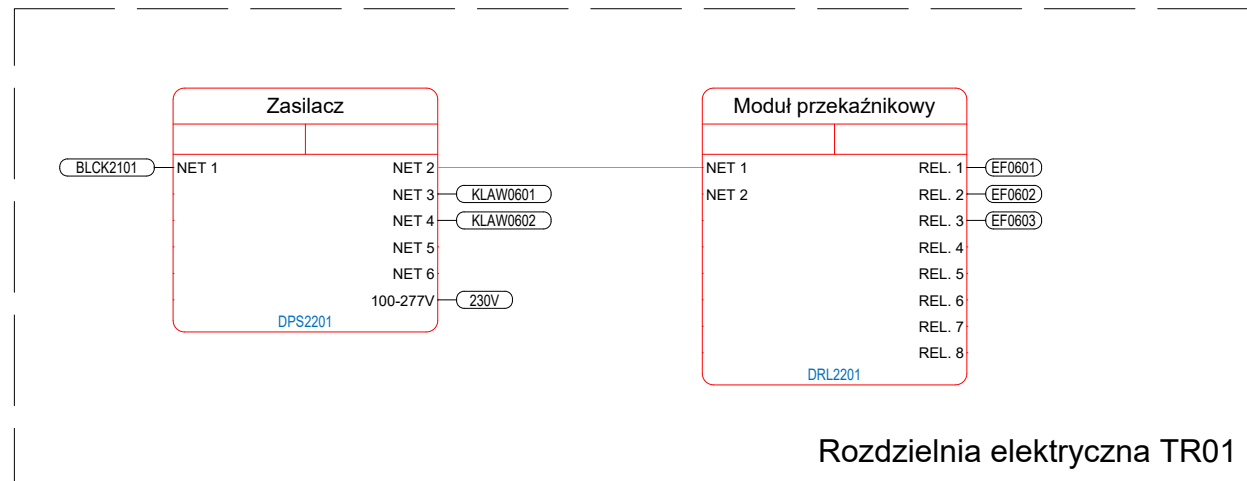 Zasilacz
BLCK2101
NET 1
NET 2
NET 3
KLAW0601
NET 4
KLAW0602
NET 5
NET 6
100-277V
230V
DPS2201
Moduł przekaźnikowy
NET 1
NET 2
REL. 1
EF0601
REL. 2
EF0602
REL. 3
EF0603
REL. 4
REL. 5
REL. 6
REL. 7
REL. 8
DRL2201
Rozdzielnia elektryczna TR01